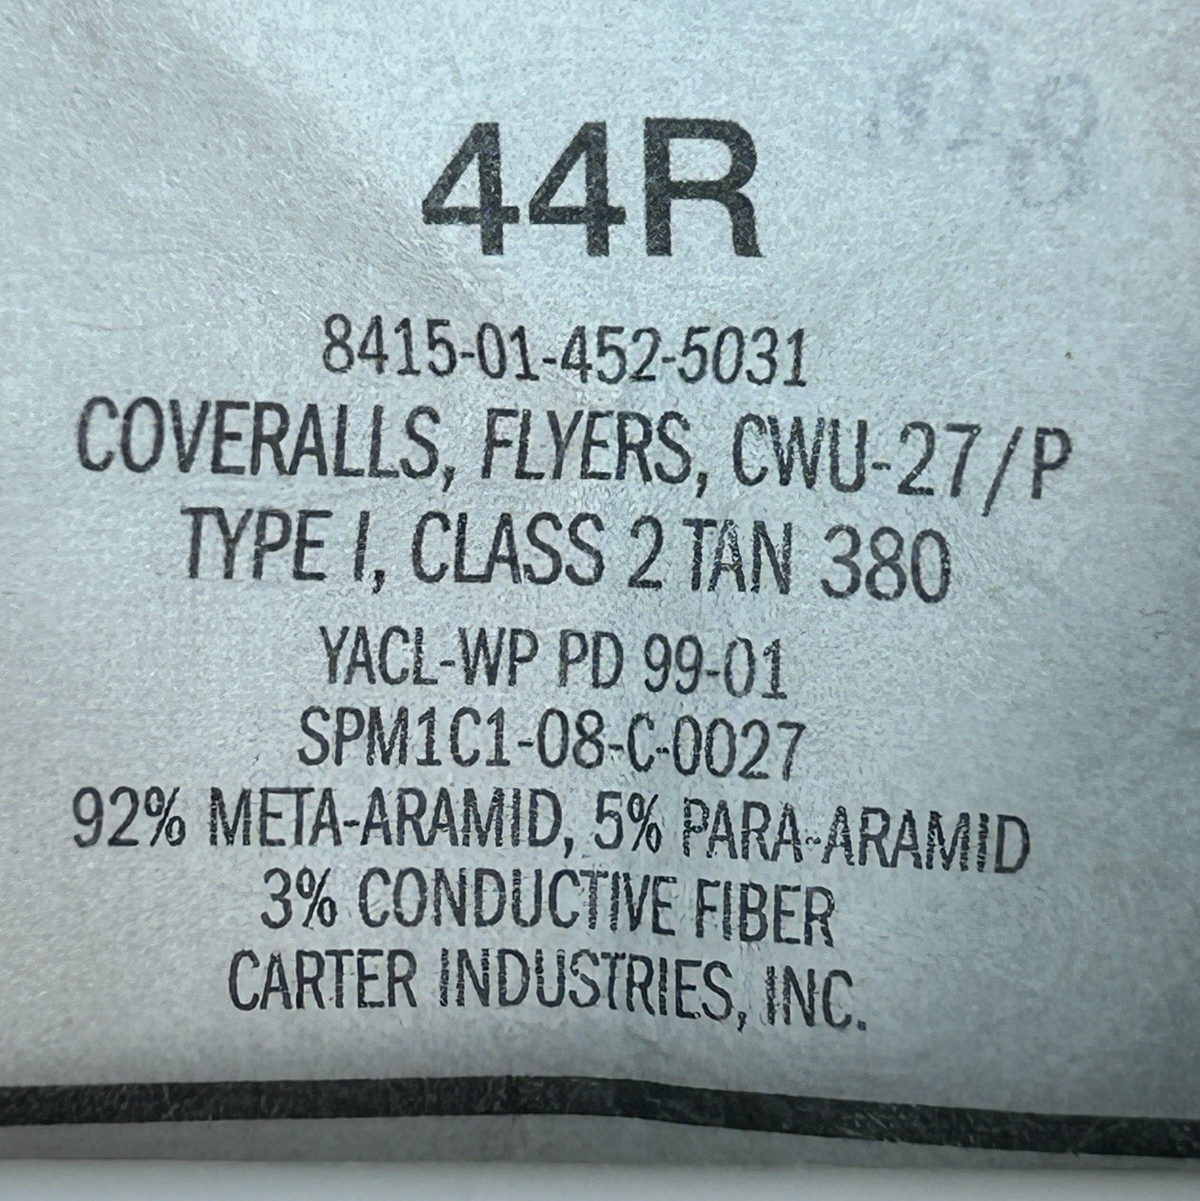 44R
8415-01-452-5031
COVERALLS, FLYERS, CWU-27/P
TYPE I, CLASS 2 TAN 380
YACL-WP PD 99-01
SPM1C1-08-C-0027
92% META-ARAMID, 5% PARA-ARAMID
3% CONDUCTIVE FIBER
CARTER INDUSTRIES, INC.